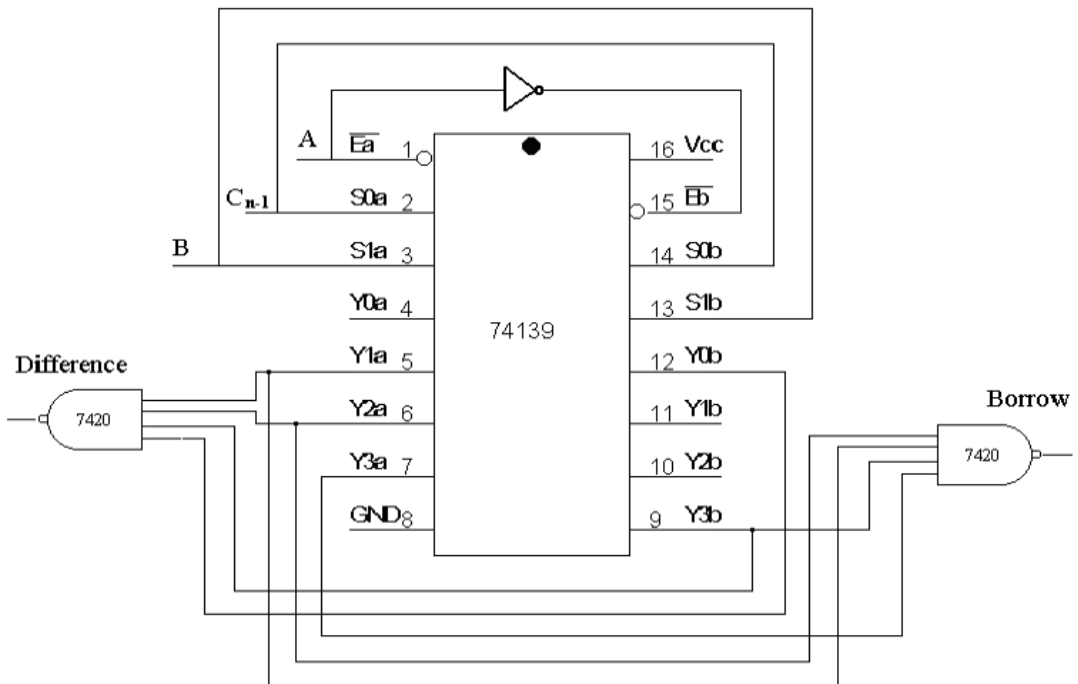 A
Ea
1
16
Vcc
C n-1
S0a
2
15
Eb
B
S1a
3
14
S0b
Y0a
4
13
S1b
74139
Difference
Y1a
5
12
Y0b
7420
Y2a
6
11
Y1b
Borrow
7420
Y3a
7
10
Y2b
GND
8
9
Y3b